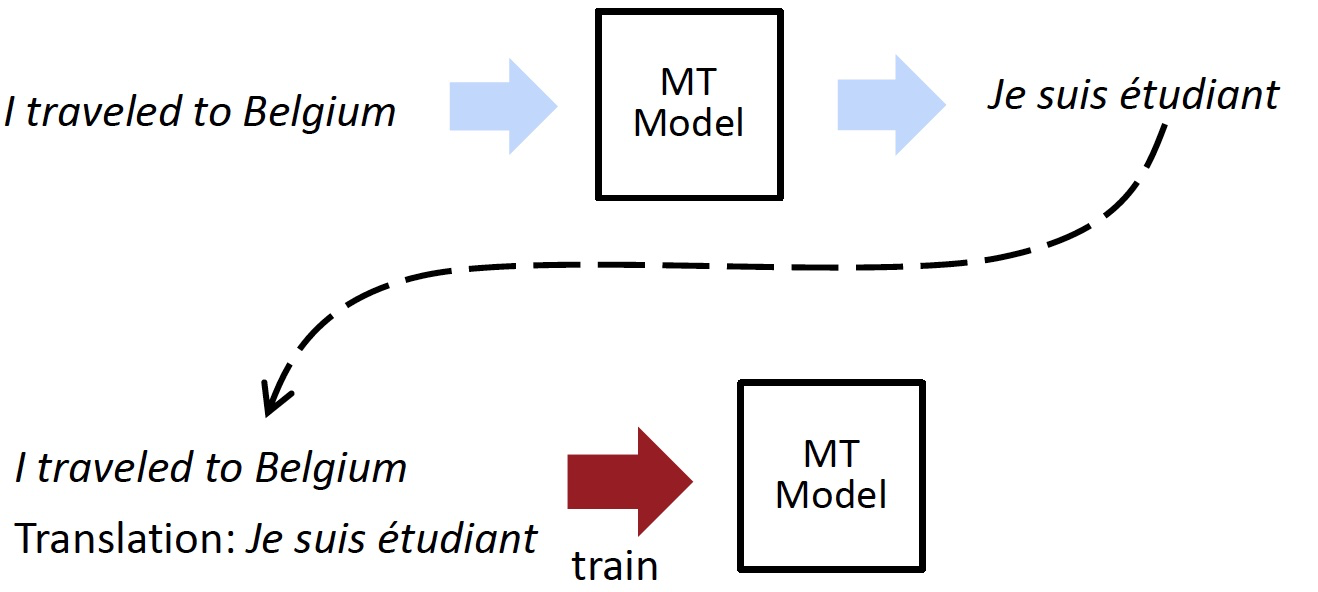 I traveled to Belgium
MT
Model
Je suis étudiant
I traveled to Belgium
Translation: Je suis étudiant
train
MT
Model